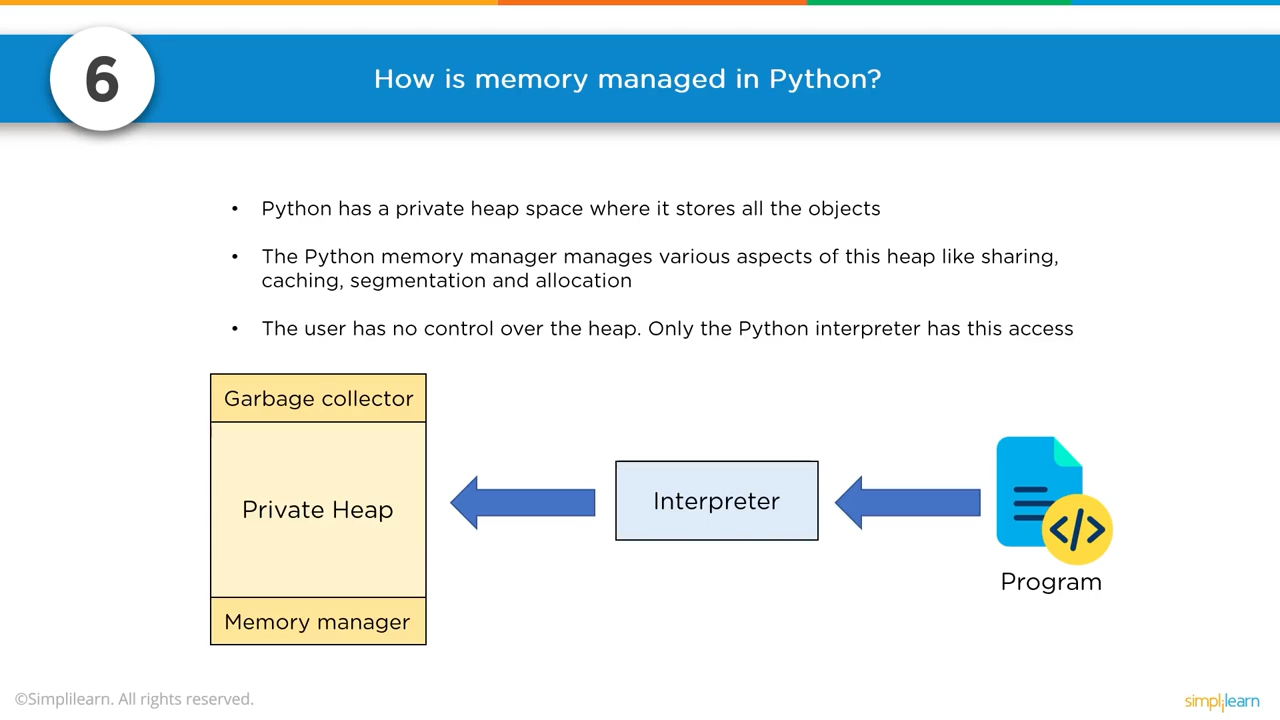 6
How is memory managed in Python?
• Python has a private heap space where it stores all the objects
• The Python memory manager manages various aspects of this heap like sharing,
caching, segmentation and allocation
• The user has no control over the heap. Only the Python interpreter has this access
Garbage collector
Private Heap
Memory manager
Interpreter
</>
Program
©Simplilearn. All rights reserved.
simplilearn